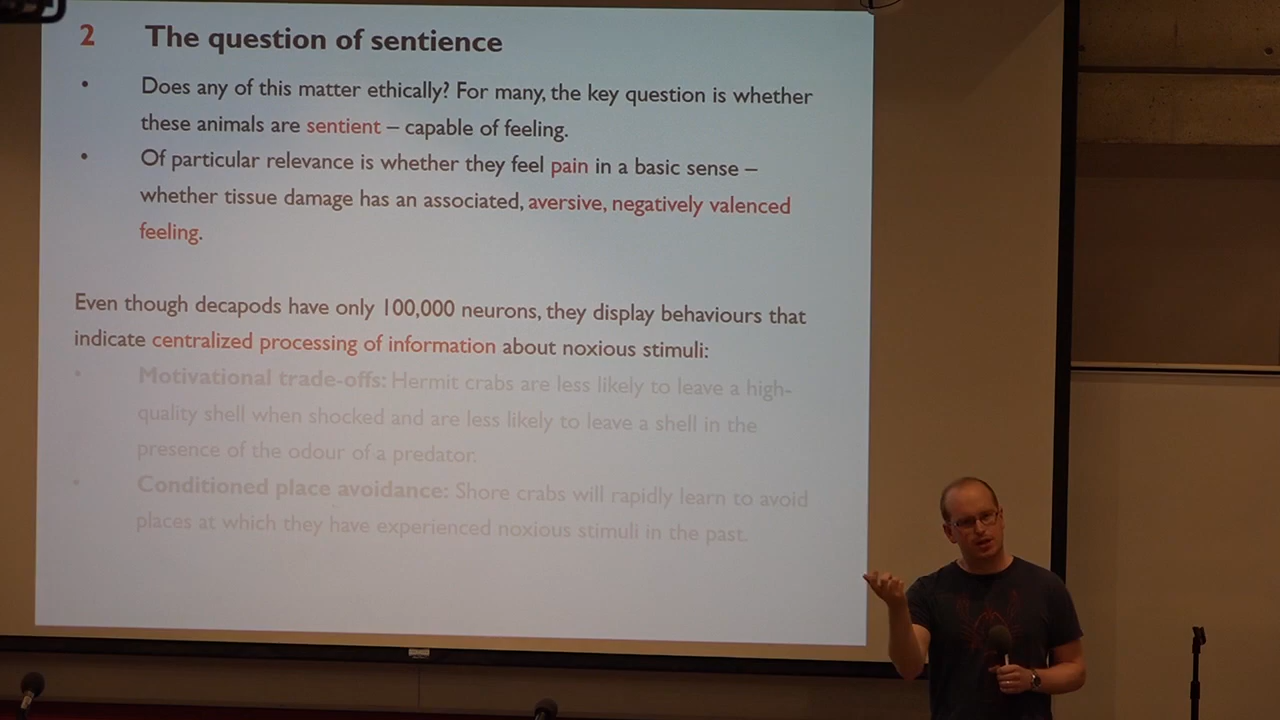 2 The question of sentience
• Does any of this matter ethically? For many, the key question is whether
these animals are sentient – capable of feeling.
• Of particular relevance is whether they feel pain in a basic sense –
whether tissue damage has an associated, aversive, negatively valenced
feeling.
Even though decapods have only 100,000 neurons, they display behaviours that
indicate centralized processing of information about noxious stimuli:
• Motivational trade-offs: Hermit crabs are less likely to leave a high-
quality shell when shocked and are less likely to leave a shell in the
presence of the odour of a predator.
• Conditioned place avoidance: Shore crabs will rapidly learn to avoid
places at which they have experienced noxious stimuli in the past.